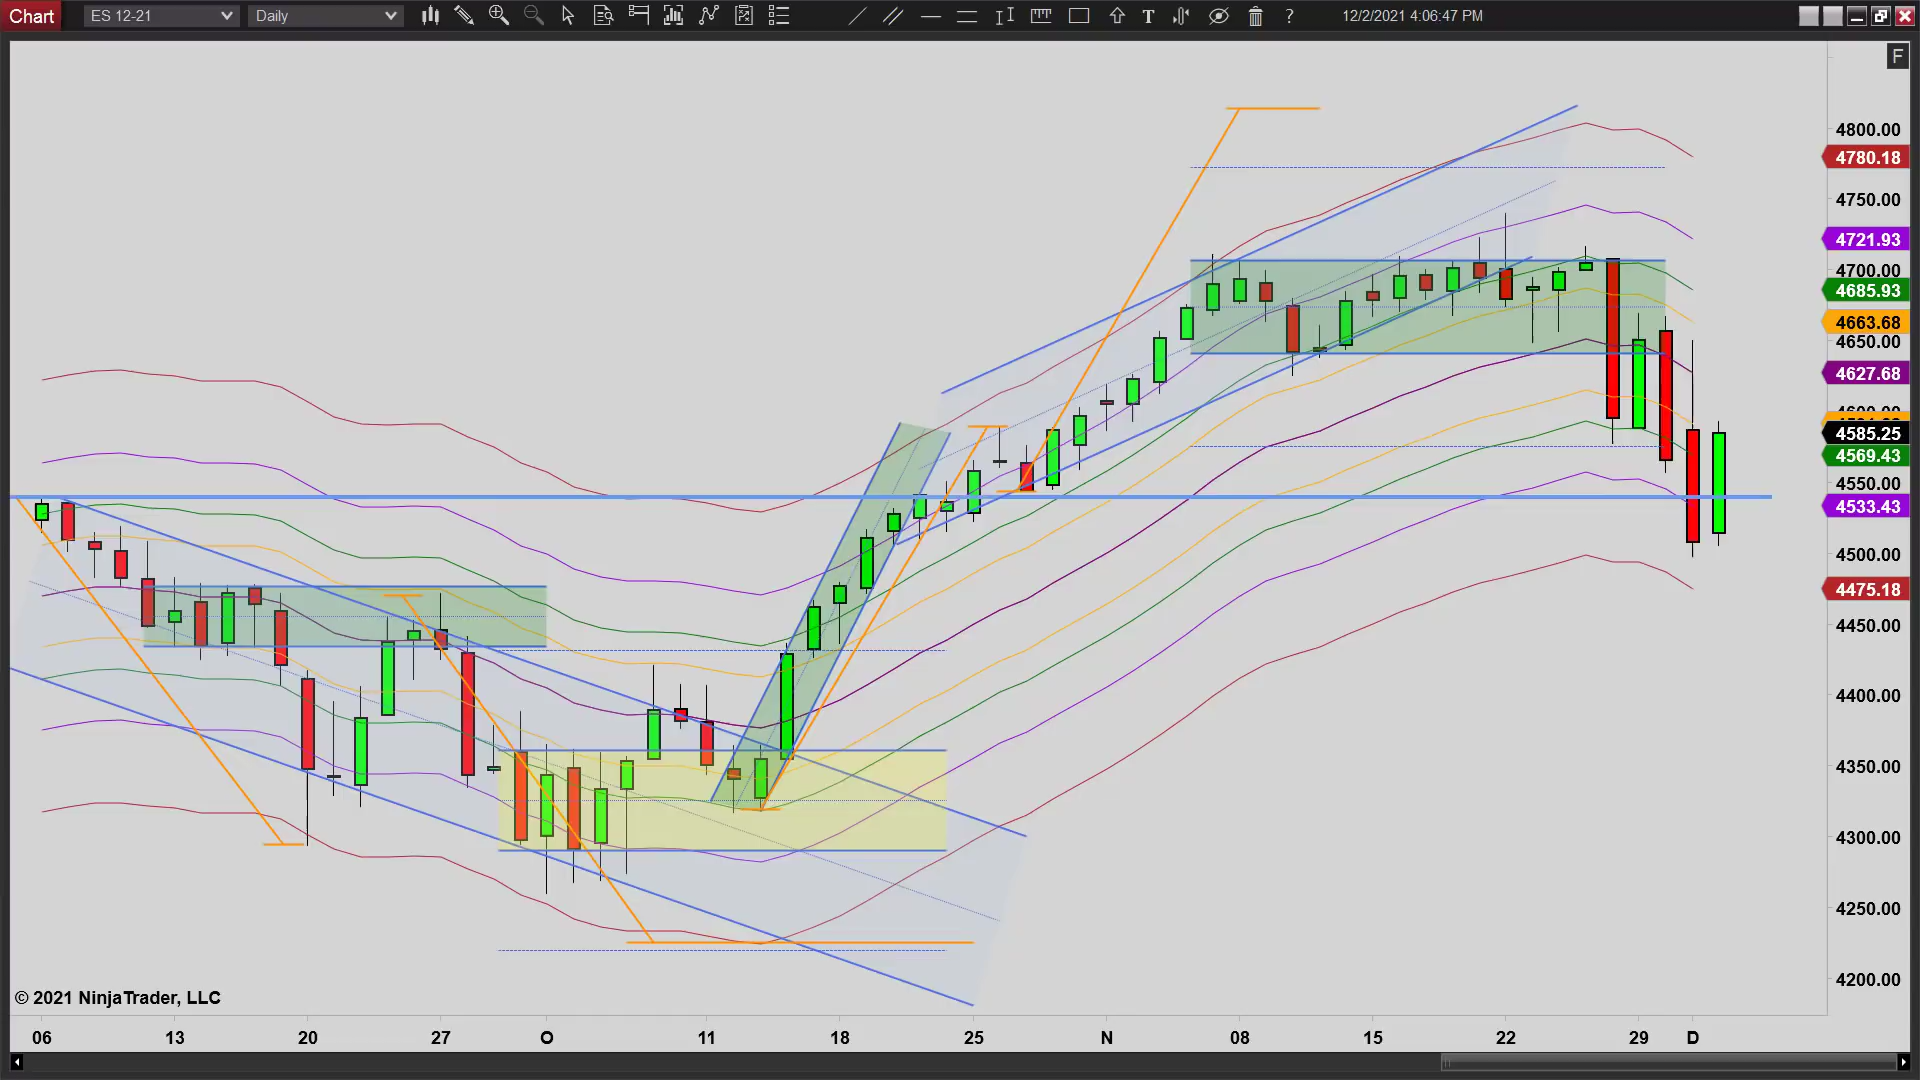 Chart
ES 12-21
Daily
T
?
12/2/2021 4:06:47 PM
F
4800.00
4780.18
4750.00
4721.93
4700.00
4685.93
4663.68
4650.00
4627.68
4585.25
4569.43
4550.00
4533.43
4500.00
4475.18
4450.00
4400.00
4350.00
4300.00
4250.00
4200.00
© 2021 NinjaTrader, LLC
06 13 20 27 O 11 18 25 N 08 15 22 29 D